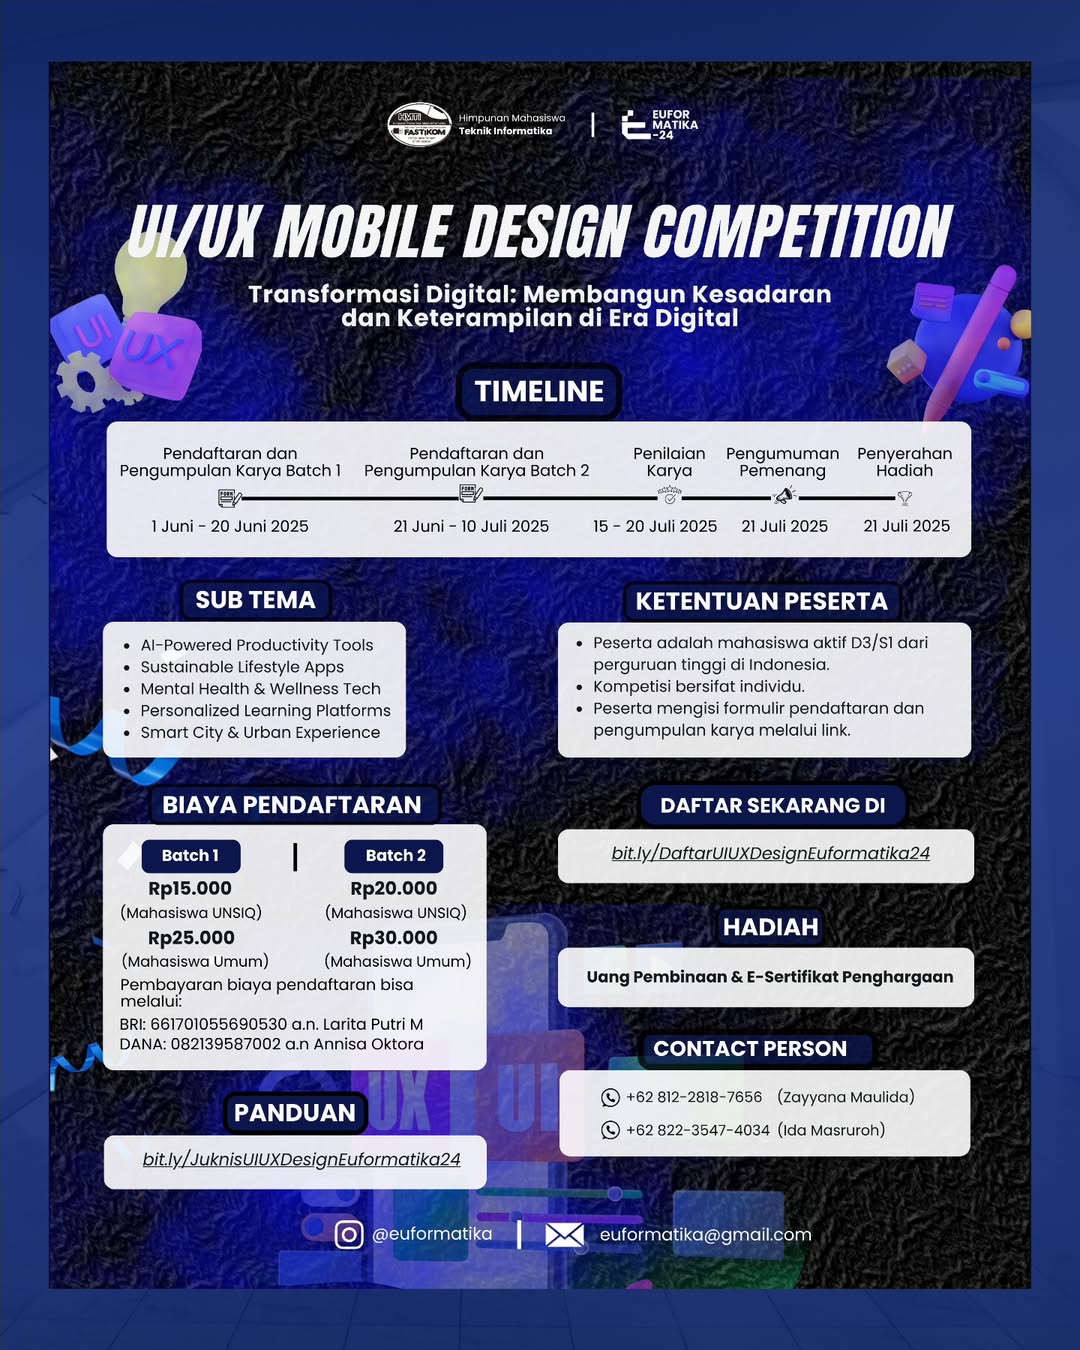 HMTI
FASTIKOM
Himpunan Mahasiswa
Teknik Informatika
EUFOR
MATIKA
-24
UI/UX MOBILE DESIGN COMPETITION
Transformasi Digital: Membangun Kesadaran
dan Keterampilan di Era Digital
UI
UX
TIMELINE
Pendaftaran dan
Pengumpulan Karya Batch 1
Pendaftaran dan
Pengumpulan Karya Batch 2
Penilaian
Karya
Pengumuman
Pemenang
Penyerahan
Hadiah
FORM
FORM
1 Juni - 20 Juni 2025
21 Juni - 10 Juli 2025
15 - 20 Juli 2025
21 Juli 2025
21 Juli 2025
SUB TEMA
• AI-Powered Productivity Tools
• Sustainable Lifestyle Apps
• Mental Health & Wellness Tech
• Personalized Learning Platforms
• Smart City & Urban Experience
KETENTUAN PESERTA
• Peserta adalah mahasiswa aktif D3/S1 dari
perguruan tinggi di Indonesia.
• Kompetisi bersifat individu.
• Peserta mengisi formulir pendaftaran dan
pengumpulan karya melalui link.
BIAYA PENDAFTARAN
Batch 1
Rp15.000
(Mahasiswa UNSIQ)
Rp25.000
(Mahasiswa Umum)
Batch 2
Rp20.000
(Mahasiswa UNSIQ)
Rp30.000
(Mahasiswa Umum)
Pembayaran biaya pendaftaran bisa
melalui:
BRI: 661701055690530 a.n. Larita Putri M
DANA: 082139587002 a.n Annisa Oktora
DAFTAR SEKARANG DI
bit.ly/DaftarUIUXDesignEuformatika24
HADIAH
Uang Pembinaan & E-Sertifikat Penghargaan
CONTACT PERSON
+62 812-2818-7656 (Zayyana Maulida)
+62 822-3547-4034 (Ida Masruroh)
PANDUAN
bit.ly/JuknisUIUXDesignEuformatika24
UX
UI
@euformatika
euformatika@gmail.com